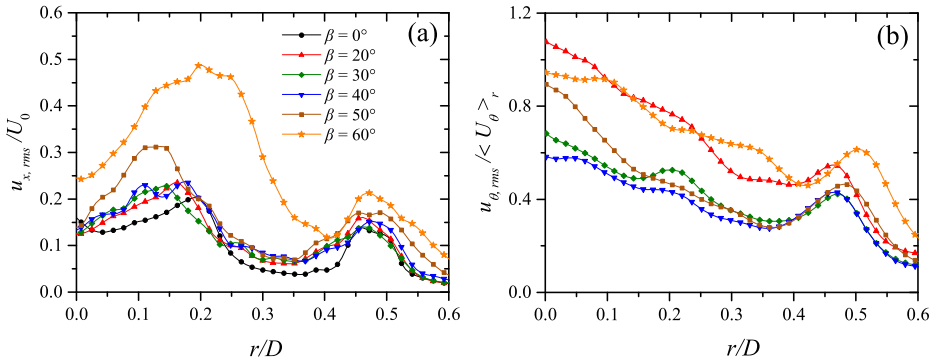 0.6
0.5
0.4
0.3
0.2
0.1
0.0
0.0 0.1 0.2 0.3 0.4 0.5 0.6
r/D
u_{x, rms} / U_0
(a)
β = 0°
β = 20°
β = 30°
β = 40°
β = 50°
β = 60°
1.2
0.8
0.4
0.0
0.0 0.1 0.2 0.3 0.4 0.5 0.6
r/D
u_{θ, rms} / < U_θ >_r
(b)